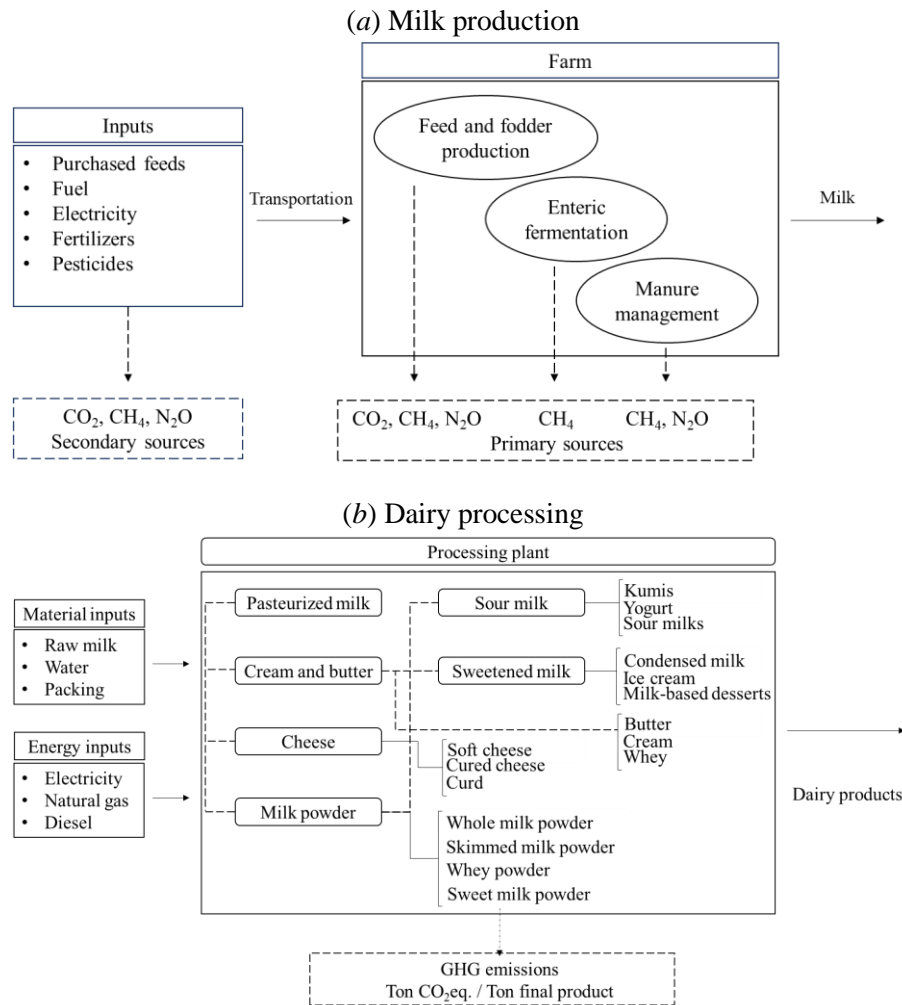 (a) Milk production
Farm
Inputs
• Purchased feeds
• Fuel
• Electricity
• Fertilizers
• Pesticides
Transportation
Feed and fodder
production
Enteric
fermentation
Manure
management
Milk
CO₂, CH₄, N₂O
Secondary sources
CO₂, CH₄, N₂O CH₄ CH₄, N₂O
Primary sources
(b) Dairy processing
Processing plant
Material inputs
• Raw milk
• Water
• Packing
Energy inputs
• Electricity
• Natural gas
• Diesel
Pasteurized milk
Cream and butter
Cheese
Milk powder
Sour milk
Sweetened milk
Kumis
Yogurt
Sour milks
Condensed milk
Ice cream
Milk-based desserts
Butter
Cream
Whey
Soft cheese
Cured cheese
Curd
Whole milk powder
Skimmed milk powder
Whey powder
Sweet milk powder
Dairy products
GHG emissions
Ton CO₂eq. / Ton final product